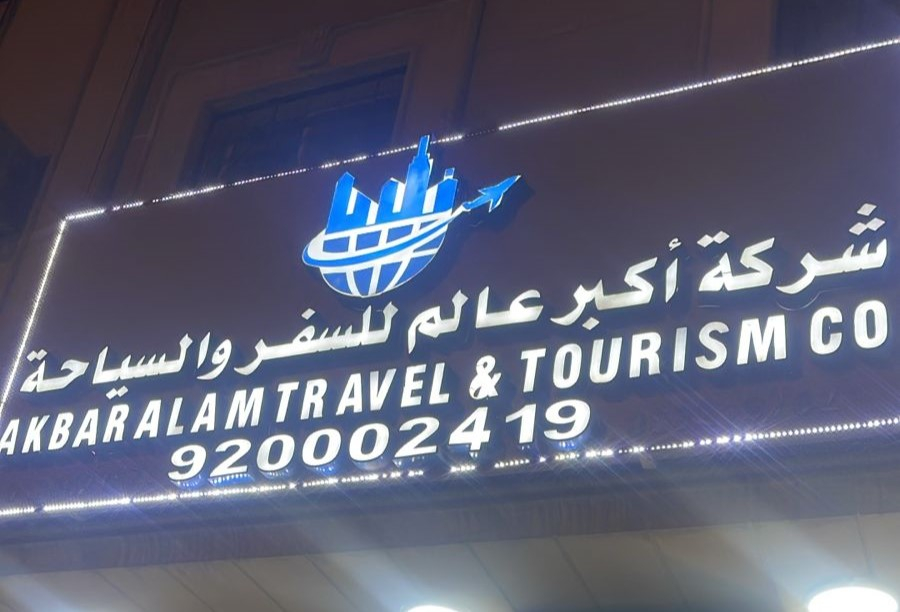 شركة أكبر عالم للسفر والسياحة
AKBAR ALAM TRAVEL & TOURISM CO
920002419